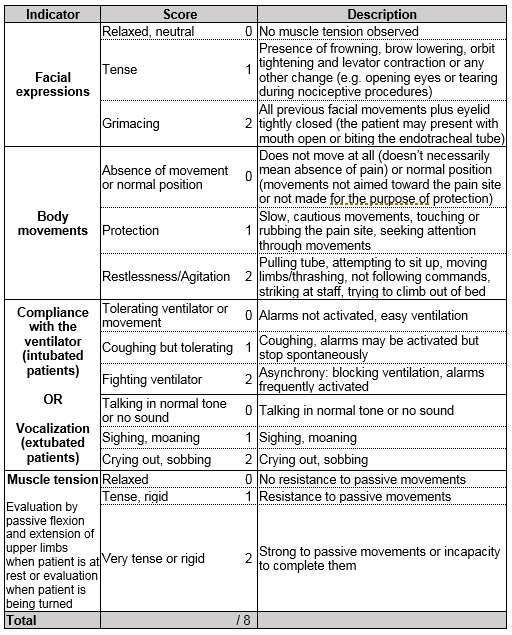 Indicator Score Description
Facial expressions
Relaxed, neutral 0 No muscle tension observed
Tense 1 Presence of frowning, brow lowering, orbit
tightening and levator contraction or any
other change (e.g. opening eyes or tearing
during nociceptive procedures)
Grimacing 2 All previous facial movements plus eyelid
tightly closed (the patient may present with
mouth open or biting the endotracheal tube)
Body movements
Absence of movement or normal position 0 Does not move at all (doesn't necessarily
mean absence of pain) or normal position
(movements not aimed toward the pain site
or not made for the purpose of protection)
Protection 1 Slow, cautious movements, touching or
rubbing the pain site, seeking attention
through movements
Restlessness/Agitation 2 Pulling tube, attempting to sit up, moving
limbs/thrashing, not following commands,
striking at staff, trying to climb out of bed
Compliance
with the
ventilator
(intubated
patients)
OR
Vocalization
(extubated
patients)
Tolerating ventilator or
movement 0 Alarms not activated, easy ventilation
Coughing but tolerating 1 Coughing, alarms may be activated but
stop spontaneously
Fighting ventilator 2 Asynchrony: blocking ventilation, alarms
frequently activated
Talking in normal tone
or no sound 0 Talking in normal tone or no sound
Sighing, moaning 1 Sighing, moaning
Crying out, sobbing 2 Crying out, sobbing
Muscle tension
Evaluation by
passive flexion
and extension of
upper limbs
when patient is at
rest or evaluation
when patient is
being turned
Relaxed 0 No resistance to passive movements
Tense, rigid 1 Resistance to passive movements
Very tense or rigid 2 Strong to passive movements or incapacity
to complete them
Total / 8